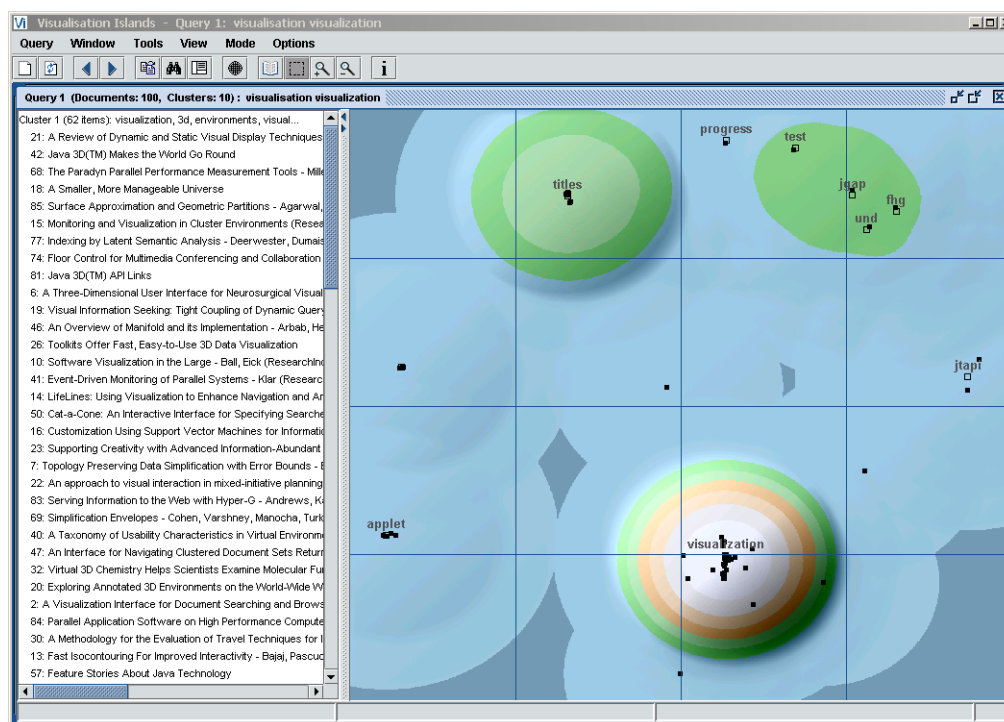 Vi Visualisation Islands - Query 1: visualisation visualization
Query Window Tools View Mode Options
i
Query 1 (Documents: 100, Clusters: 10) : visualisation visualization
Cluster 1 (62 items): visualization, 3d, environments, visual...
21: A Review of Dynamic and Static Visual Display Techniques
42: Java 3D(TM) Makes the World Go Round
68: The Paradyn Parallel Performance Measurement Tools - Mille
18: A Smaller, More Manageable Universe
85: Surface Approximation and Geometric Partitions - Agarwal,
15: Monitoring and Visualization in Cluster Environments (Resea
77: Indexing by Latent Semantic Analysis - Deerwester, Dumais
74: Floor Control for Multimedia Conferencing and Collaboration
81: Java 3D(TM) API Links
6: A Three-Dimensional User Interface for Neurosurgical Visual
19: Visual Information Seeking: Tight Coupling of Dynamic Query
46: An Overview of Manifold and its Implementation - Arbab, He
26: Toolkits Offer Fast, Easy-to-Use 3D Data Visualization
10: Software Visualization in the Large - Ball, Eick (ResearchInd
41: Event-Driven Monitoring of Parallel Systems - Klar (Researc
14: LifeLines: Using Visualization to Enhance Navigation and An
50: Cat-a-Cone: An Interactive Interface for Specifying Searche
16: Customization Using Support Vector Machines for Informatio
23: Supporting Creativity with Advanced Information-Abundant
7: Topology Preserving Data Simplification with Error Bounds - B
22: An approach to visual interaction in mixed-initiative planning
83: Serving Information to the Web with Hyper-G - Andrews, Ka
69: Simplification Envelopes - Cohen, Varshney, Manocha, Turk
40: A Taxonomy of Usability Characteristics in Virtual Environm
47: An Interface for Navigating Clustered Document Sets Retur
32: Virtual 3D Chemistry Helps Scientists Examine Molecular Fu
20: Exploring Annotated 3D Environments on the World-Wide W
2: A Visualization Interface for Document Searching and Brows
84: Parallel Application Software on High Performance Compute
30: A Methodology for the Evaluation of Travel Techniques for I
13: Fast Isocontouring For Improved Interactivity - Bajaj, Pascuc
57: Feature Stories About Java Technology
progress
test
titles
jgap
fhg
und
jtapi
applet
visualization